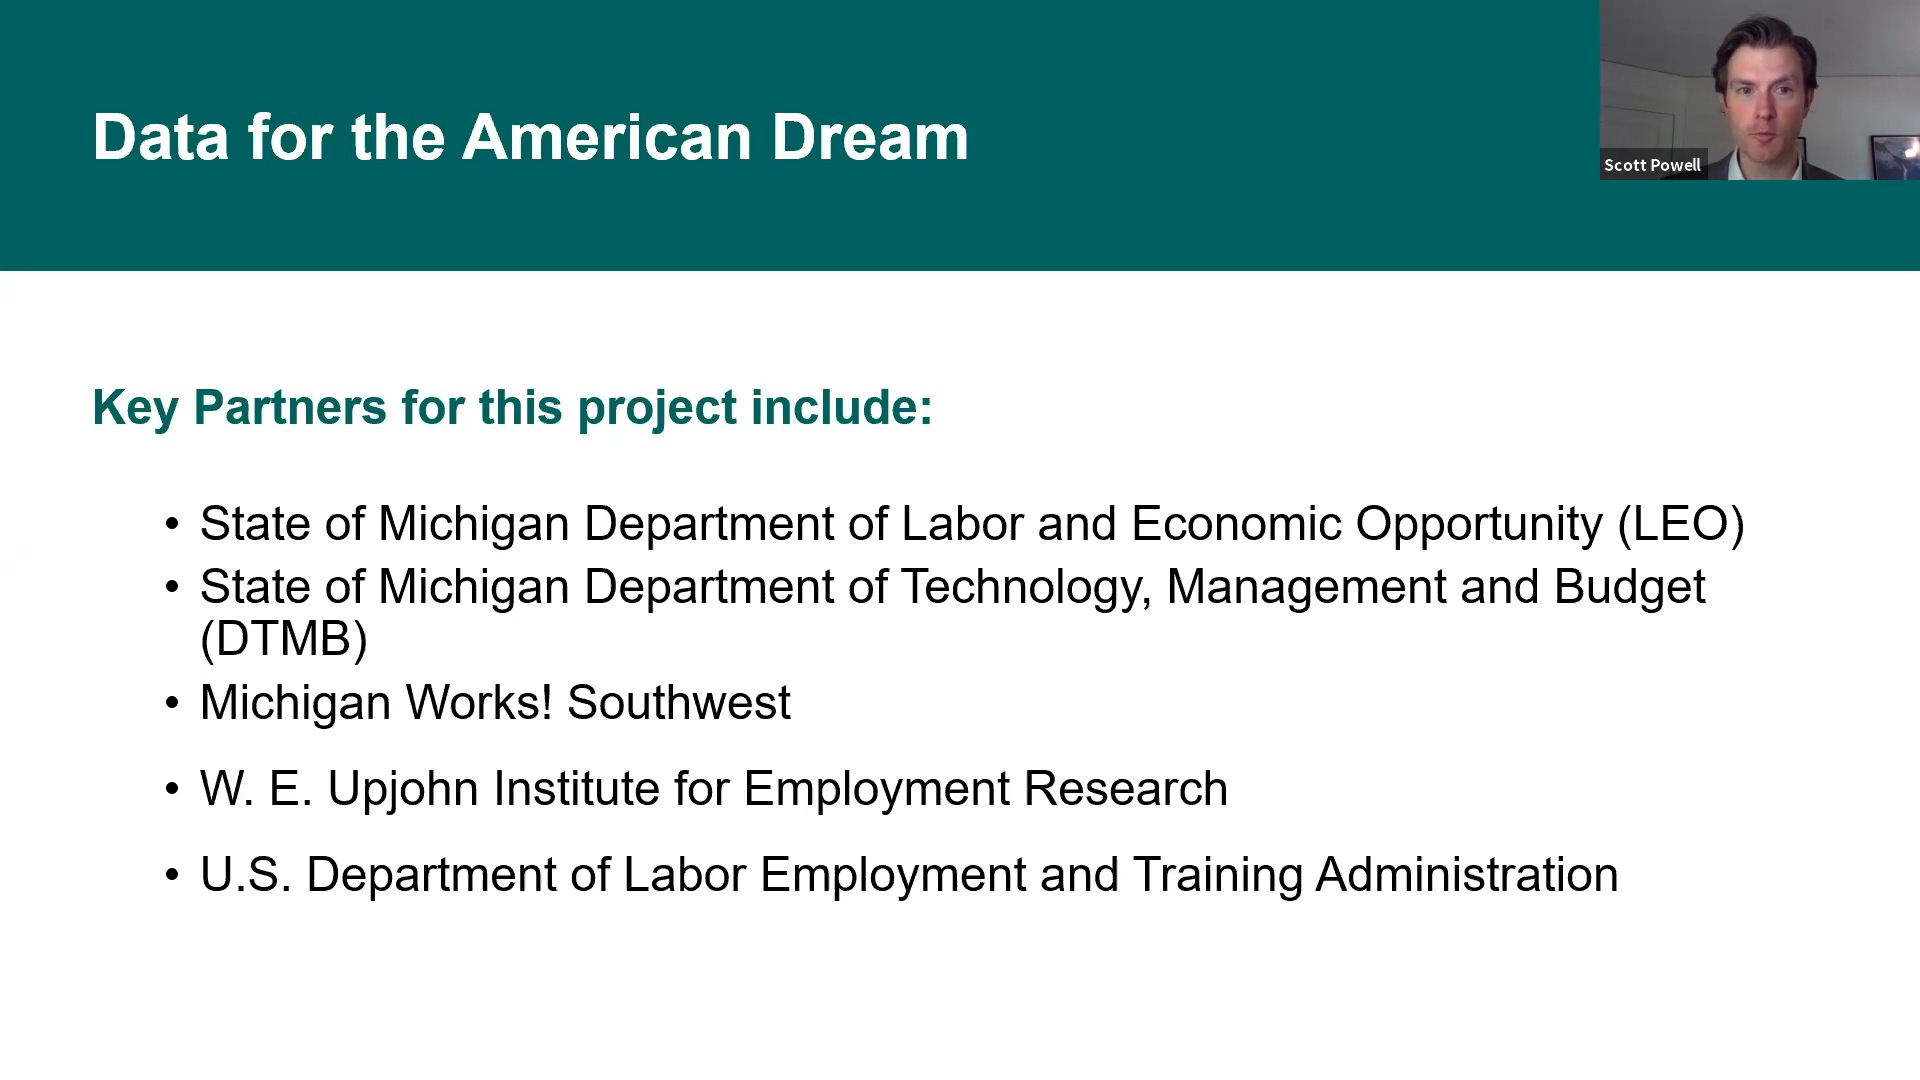 Data for the American Dream
Scott Powell
Key Partners for this project include:
• State of Michigan Department of Labor and Economic Opportunity (LEO)
• State of Michigan Department of Technology, Management and Budget
(DTMB)
• Michigan Works! Southwest
• W. E. Upjohn Institute for Employment Research
• U.S. Department of Labor Employment and Training Administration